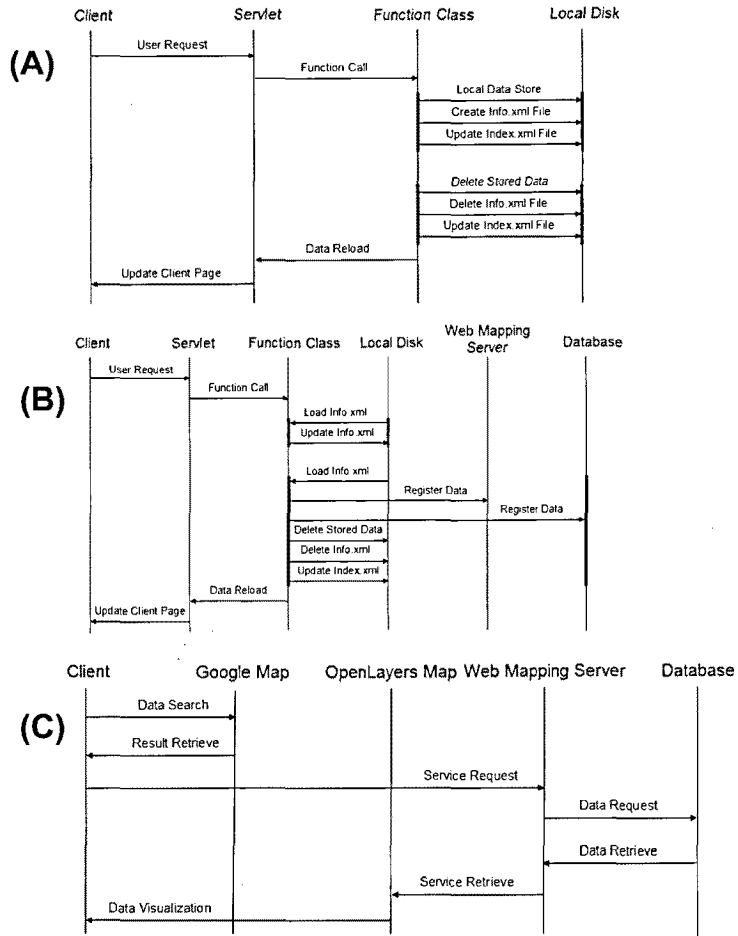 Client Servlet Function Class Local Disk
(A)
User Request
Function Call
Local Data Store
Create Info.xml File
Update Index.xml File
Delete Stored Data
Delete Info.xml File
Update Index.xml File
Data Reload
Update Client Page
Client Servlet Function Class Local Disk Web Mapping Server Database
(B)
User Request
Function Call
Load Info xml
Update Info.xml
Load Info xml
Register Data
Register Data
Delete Stored Data
Delete Info.xml
Update Index.xml
Data Reload
Update Client Page
Client Google Map OpenLayers Map Web Mapping Server Database
(C)
Data Search
Result Retrieve
Service Request
Data Request
Data Retrieve
Service Retrieve
Data Visualization